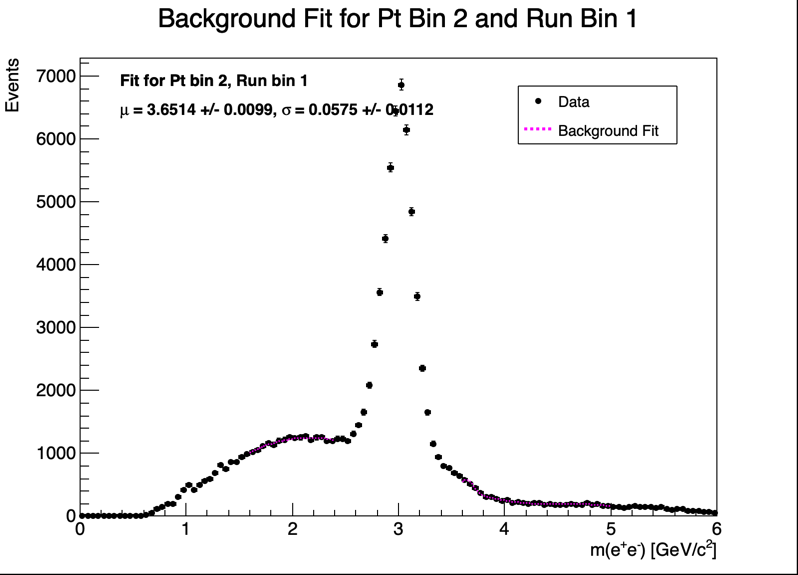 Background Fit for Pt Bin 2 and Run Bin 1
Events
7000
6000
5000
4000
3000
2000
1000
0
Fit for Pt bin 2, Run bin 1
μ = 3.6514 +/- 0.0099, σ = 0.0575 +/- 0.0112
Data
Background Fit
0 1 2 3 4 5 6
m(e⁺e⁻) [GeV/c²]